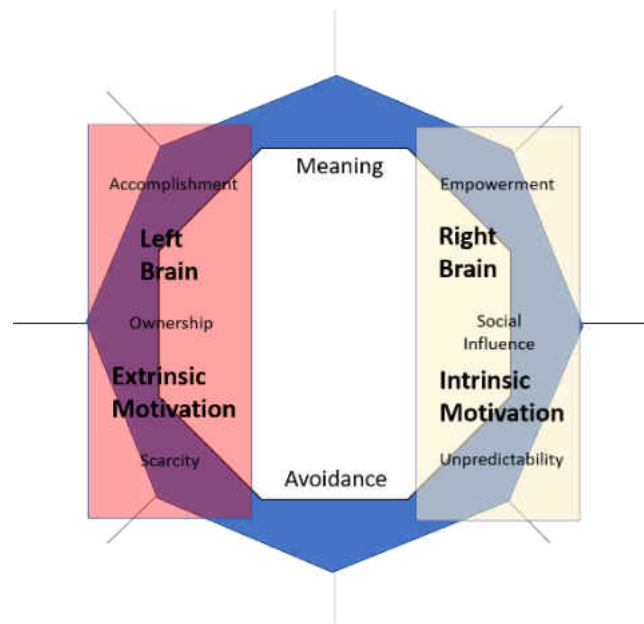 Meaning
Accomplishment
Empowerment
Left
Brain
Right
Brain
Ownership
Social
Influence
Extrinsic
Motivation
Intrinsic
Motivation
Scarcity
Unpredictability
Avoidance